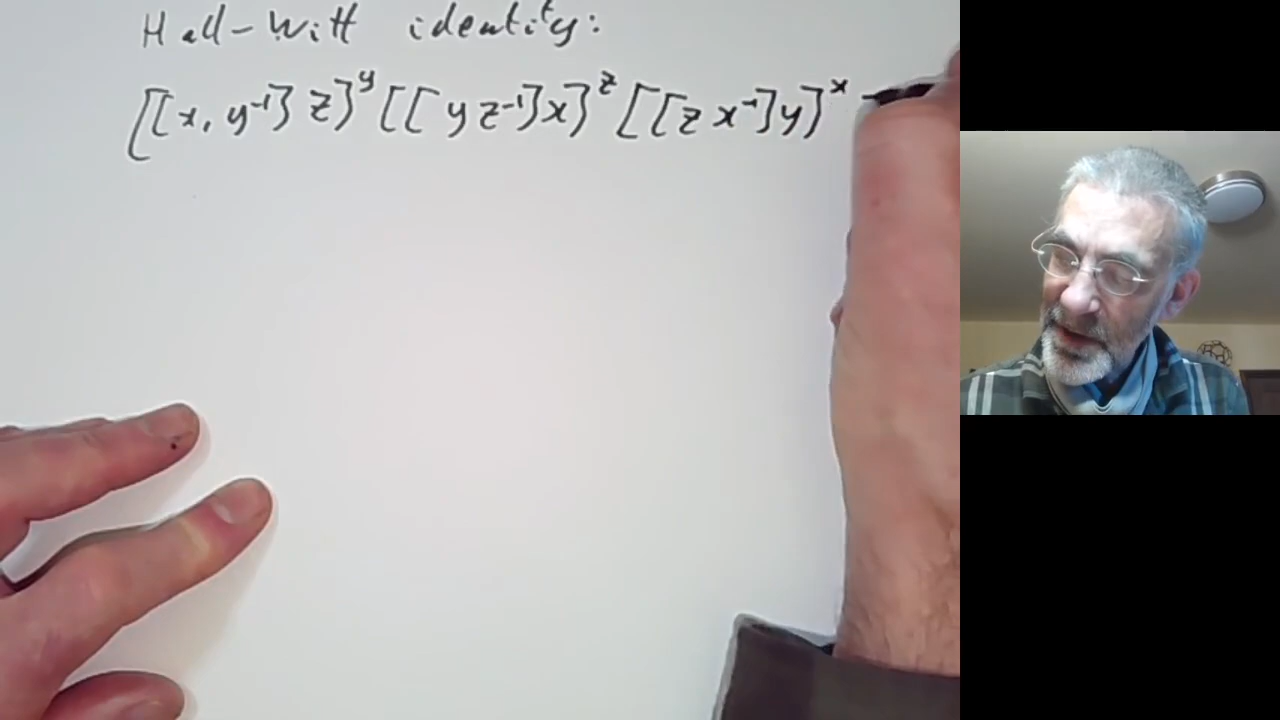 Hall-Witt identity:
[[x, y⁻¹] z]ʸ [[y z⁻¹] x]ᶻ [[z x⁻¹] y]ˣ